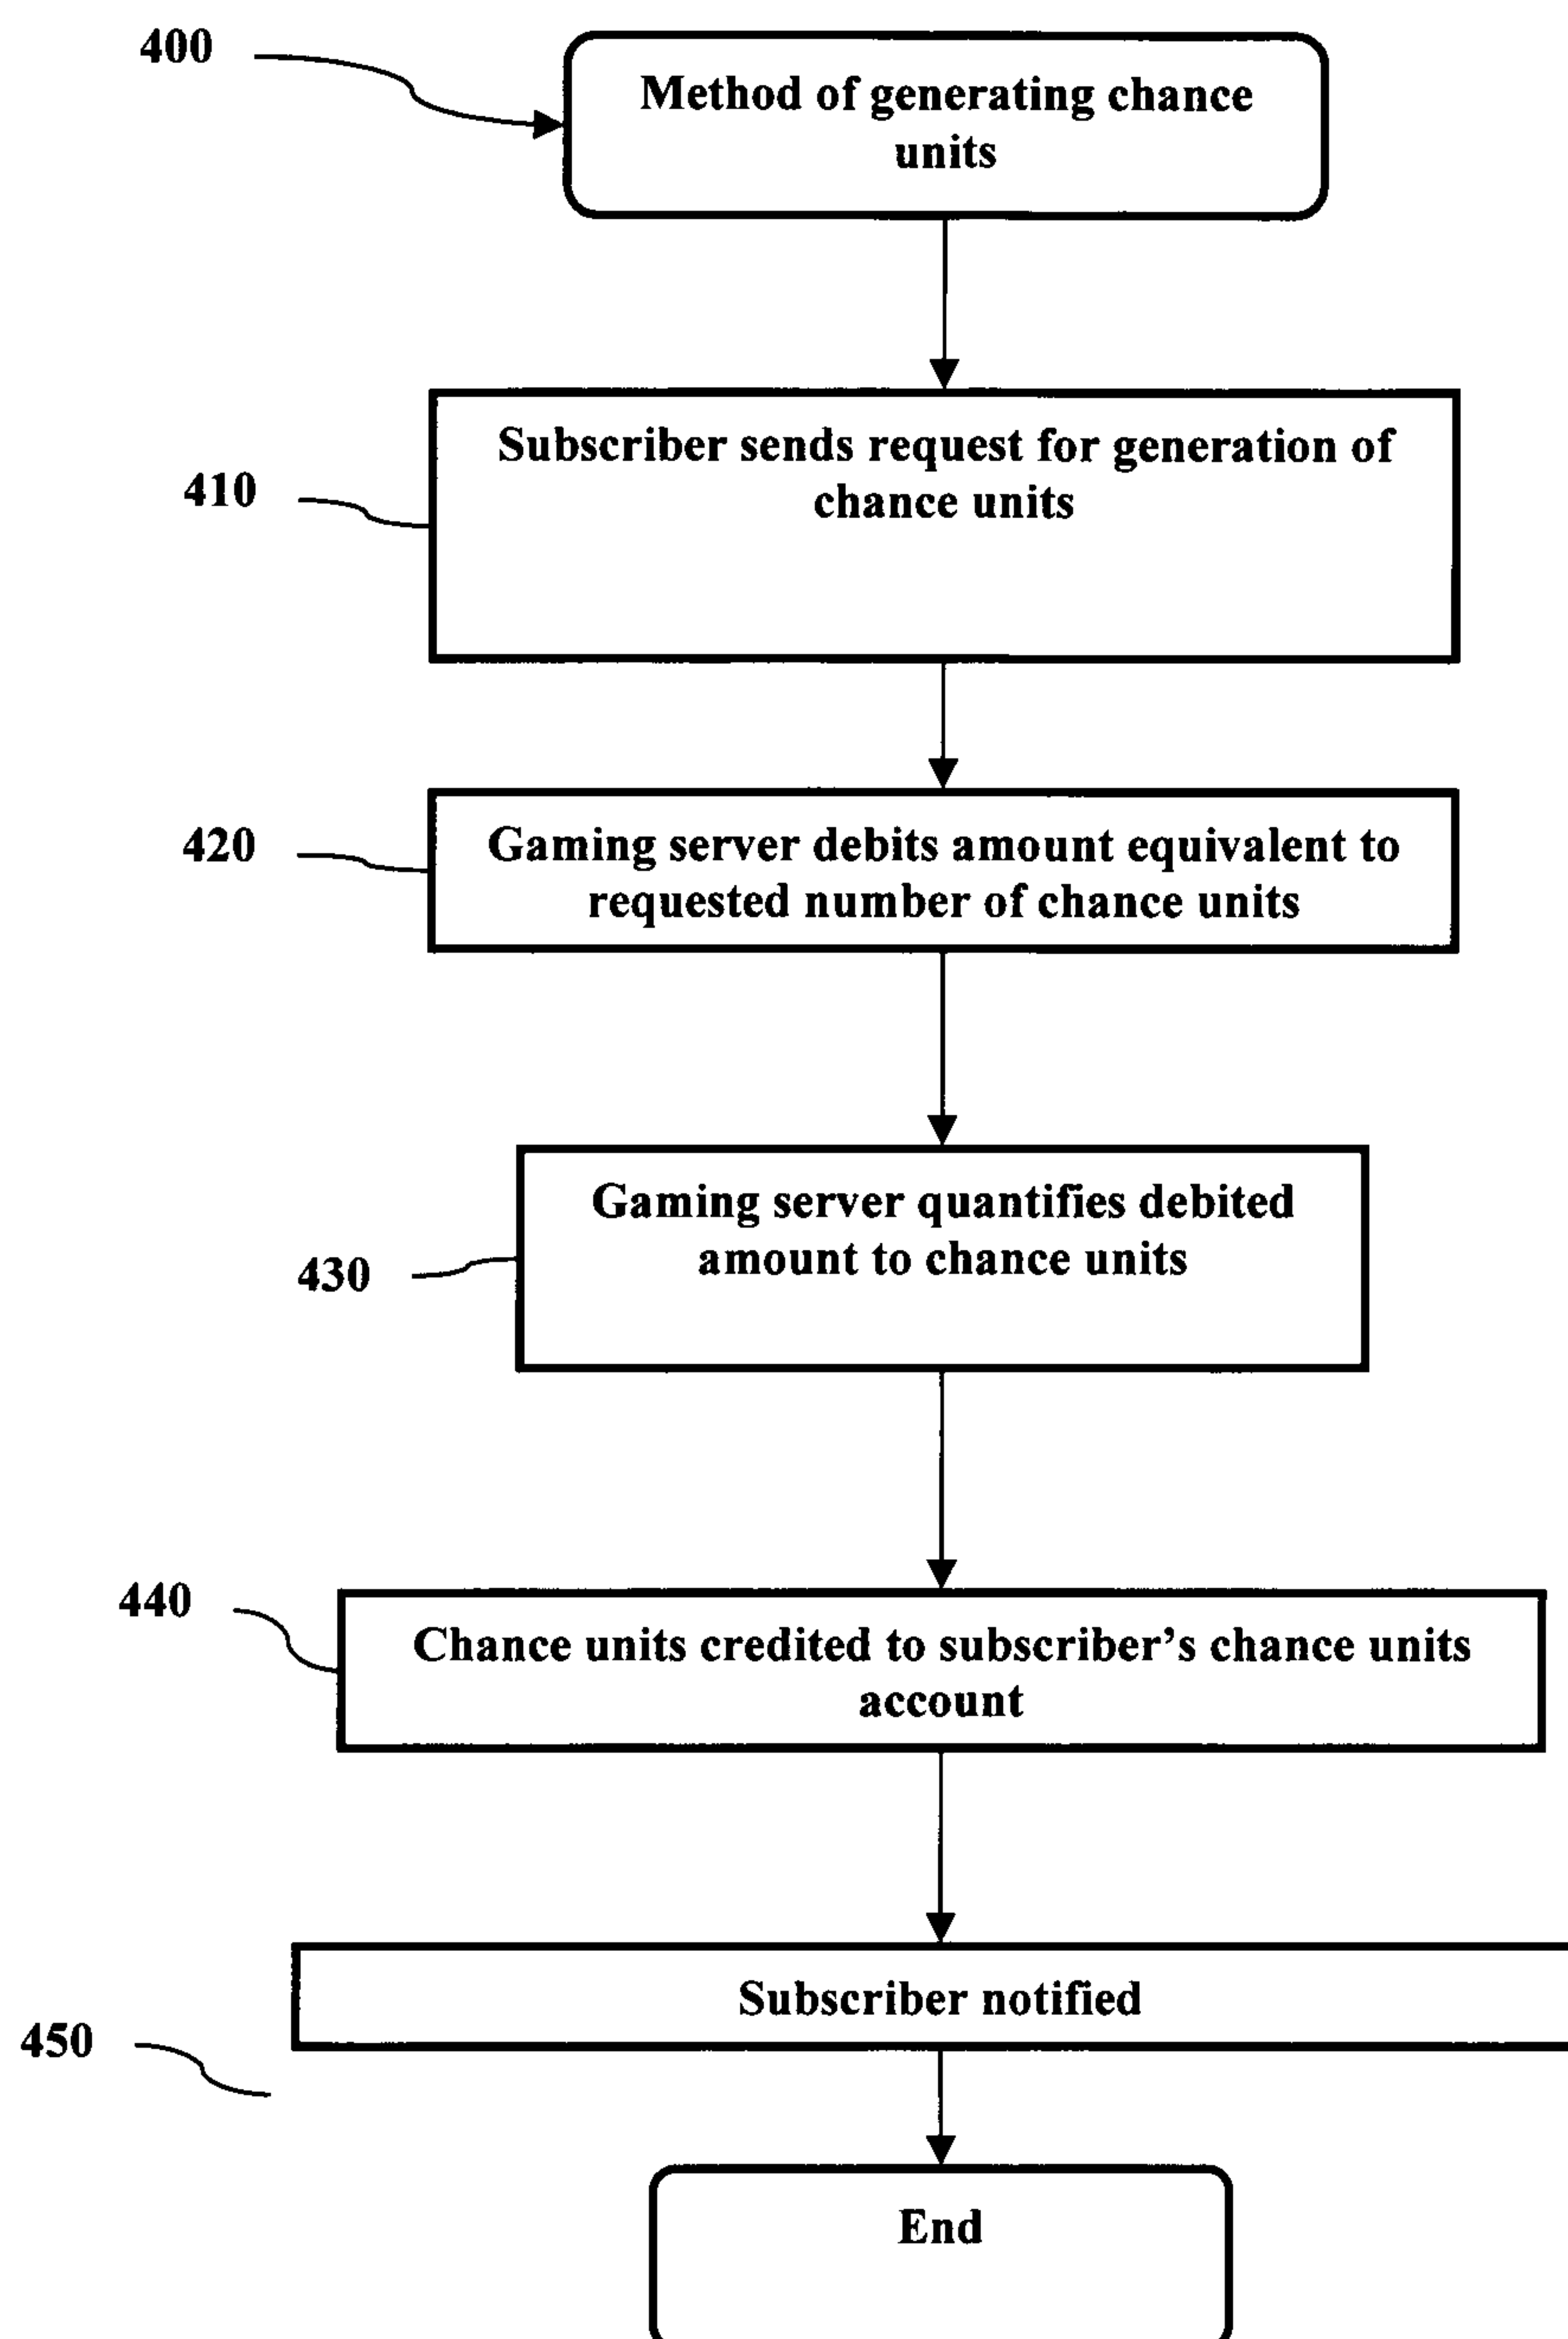 400
Method of generating chance
units
410
Subscriber sends request for generation of
chance units
420
Gaming server debits amount equivalent to
requested number of chance units
430
Gaming server quantifies debited
amount to chance units
440
Chance units credited to subscriber’s chance units
account
450
Subscriber notified
End